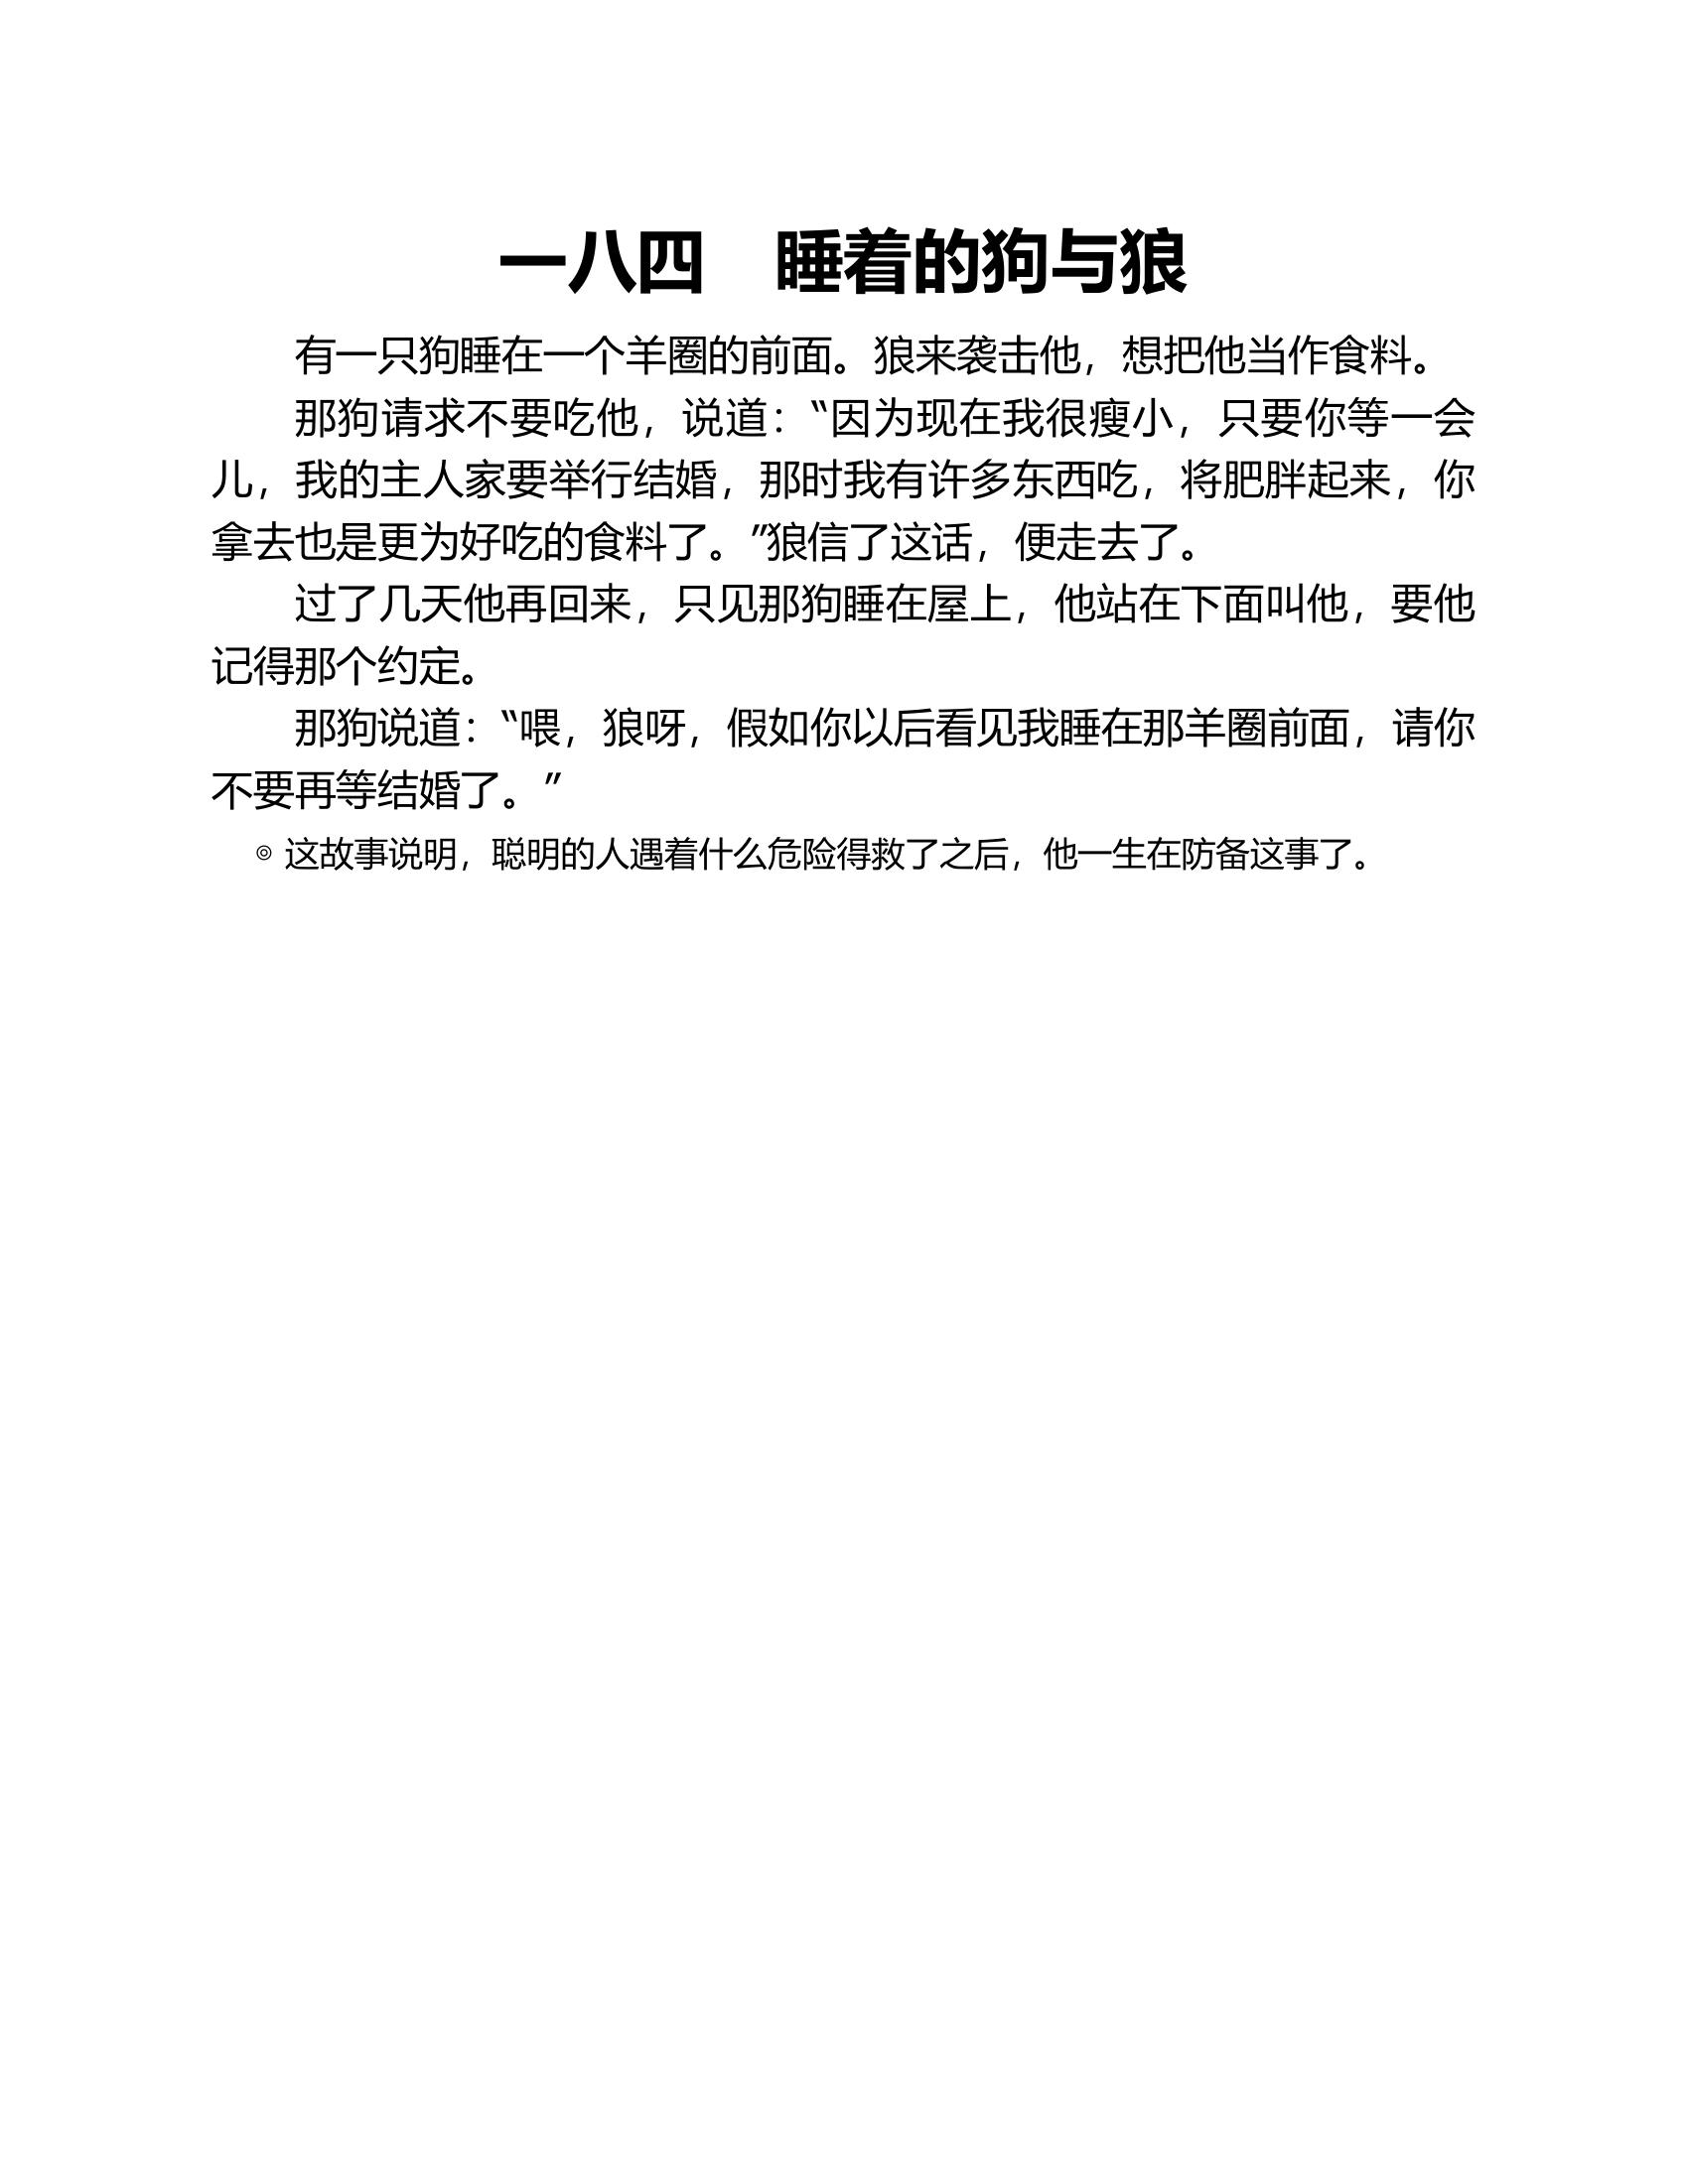 一八四　睡着的狗与狼
有一只狗睡在一个羊圈的前面。狼来袭击他，想把他当作食料。
那狗请求不要吃他，说道：“因为现在我很瘦小，只要你等一会
儿，我的主人家要举行结婚，那时我有许多东西吃，将肥胖起来，你
拿去也是更为好吃的食料了。”狼信了这话，便走去了。
过了几天他再回来，只见那狗睡在屋上，他站在下面叫他，要他
记得那个约定。
那狗说道：“喂，狼呀，假如你以后看见我睡在那羊圈前面，请你
不要再等结婚了。”
◎ 这故事说明，聪明的人遇着什么危险得救了之后，他一生在防备这事了。